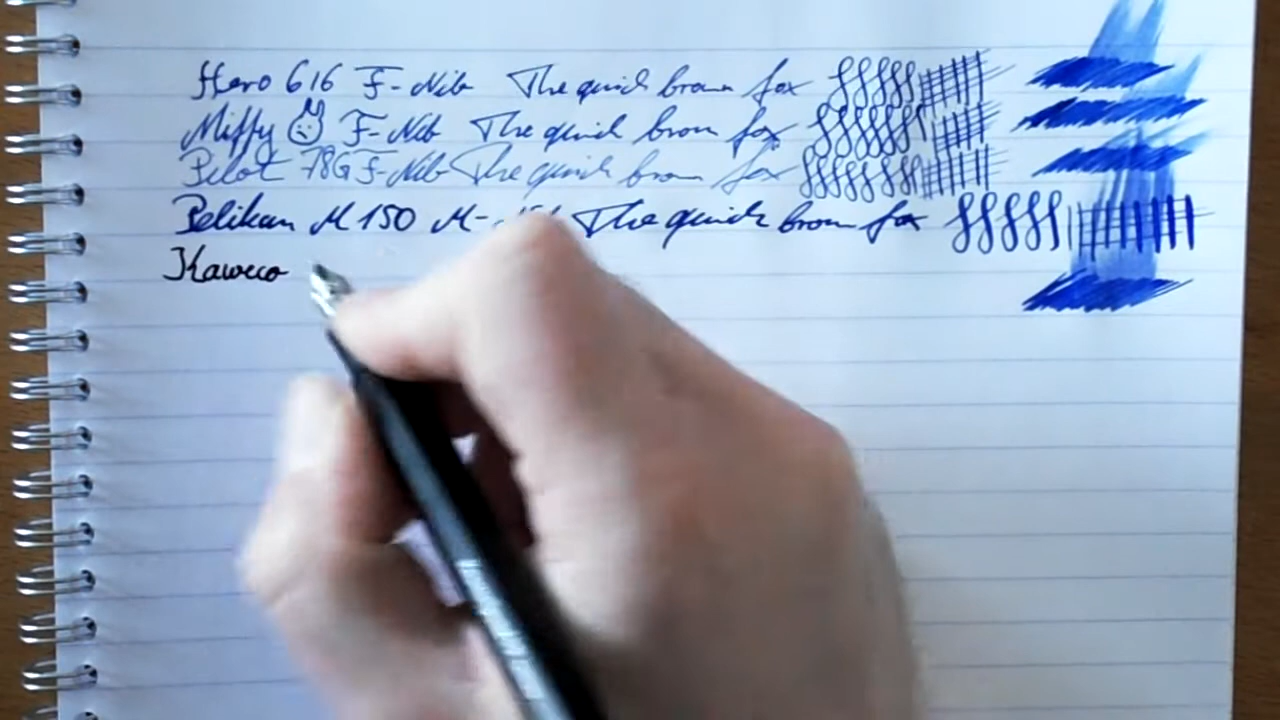 Hero 616 F-Nib The quick brown fox
Miffy F-Nib The quick brown fox
Pilot 78G F-Nib The quick brown fox
Pelikan M150 M- The quick brown fox
Kaweco